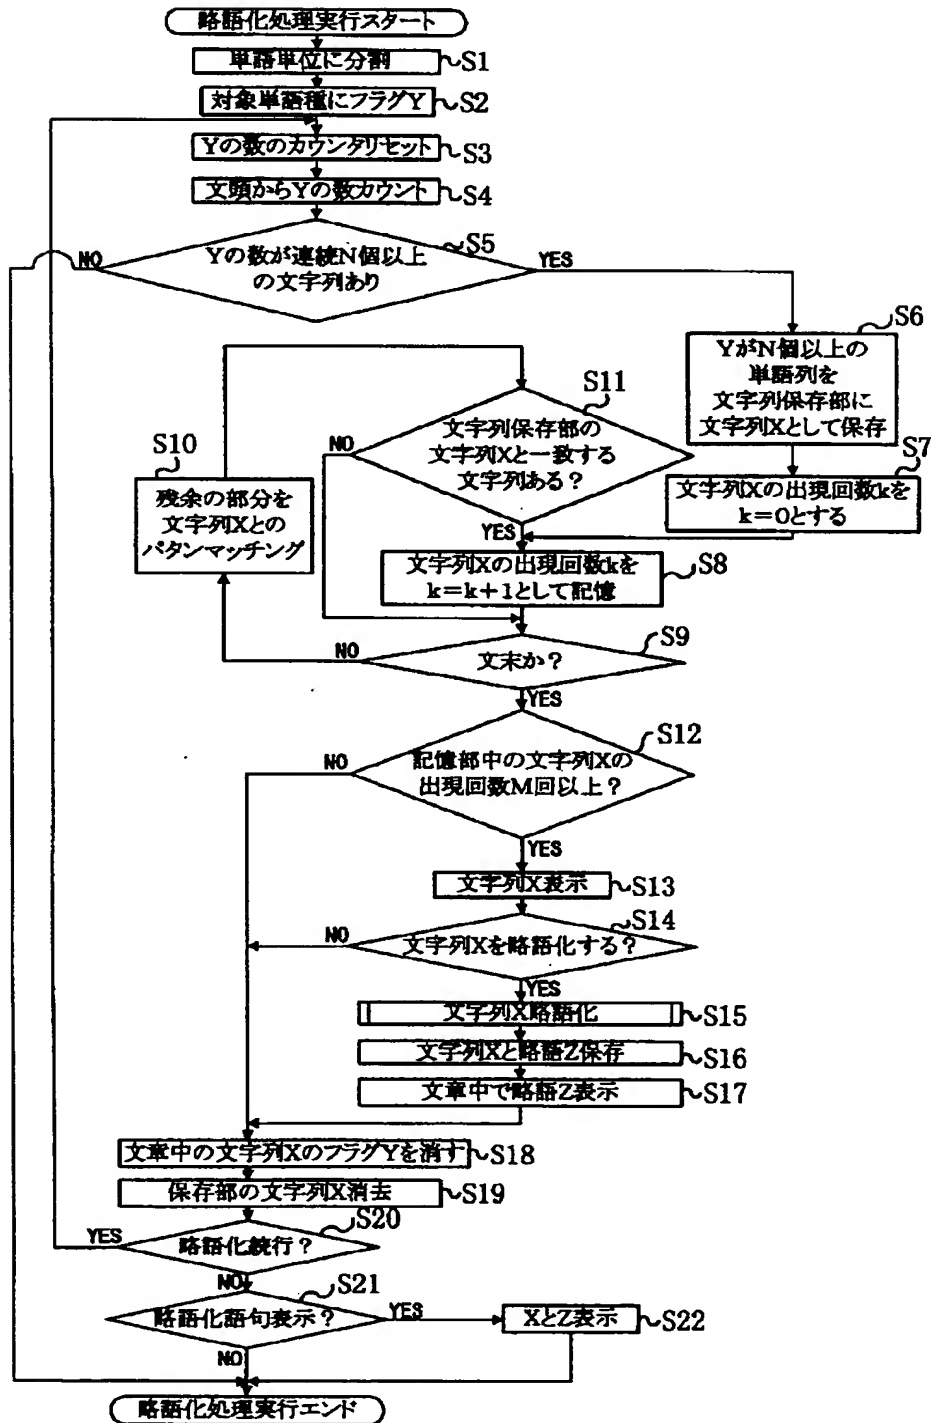 略語化処理実行スタート
単語単位に分割
S1
対象単語種にフラグY
S2
Yの数のカウンタリセット
S3
文頭からYの数カウント
S4
Yの数が連続N個以上
の文字列あり
S5
NO
YES
YがN個以上の
単語列を
文字列保存部に
文字列Xとして保存
S6
文字列Xの出現回数kを
k=0とする
S7
S10
残余の部分を
文字列Xとの
パタンマッチング
S11
文字列保存部の
文字列Xと一致する
文字列ある?
NO
YES
文字列Xの出現回数kを
k=k+1として記憶
S8
文末か?
S9
NO
YES
記憶部中の文字列Xの
出現回数M回以上?
S12
NO
YES
文字列X表示
S13
文字列Xを略語化する?
S14
NO
YES
文字列X略語化
S15
文字列Xと略語Z保存
S16
文章中で略語Z表示
S17
文章中の文字列XのフラグYを消す
S18
保存部の文字列X消去
S19
略語化続行?
S20
YES
NO
略語化語句表示?
S21
YES
XとZ表示
S22
NO
略語化処理実行エンド